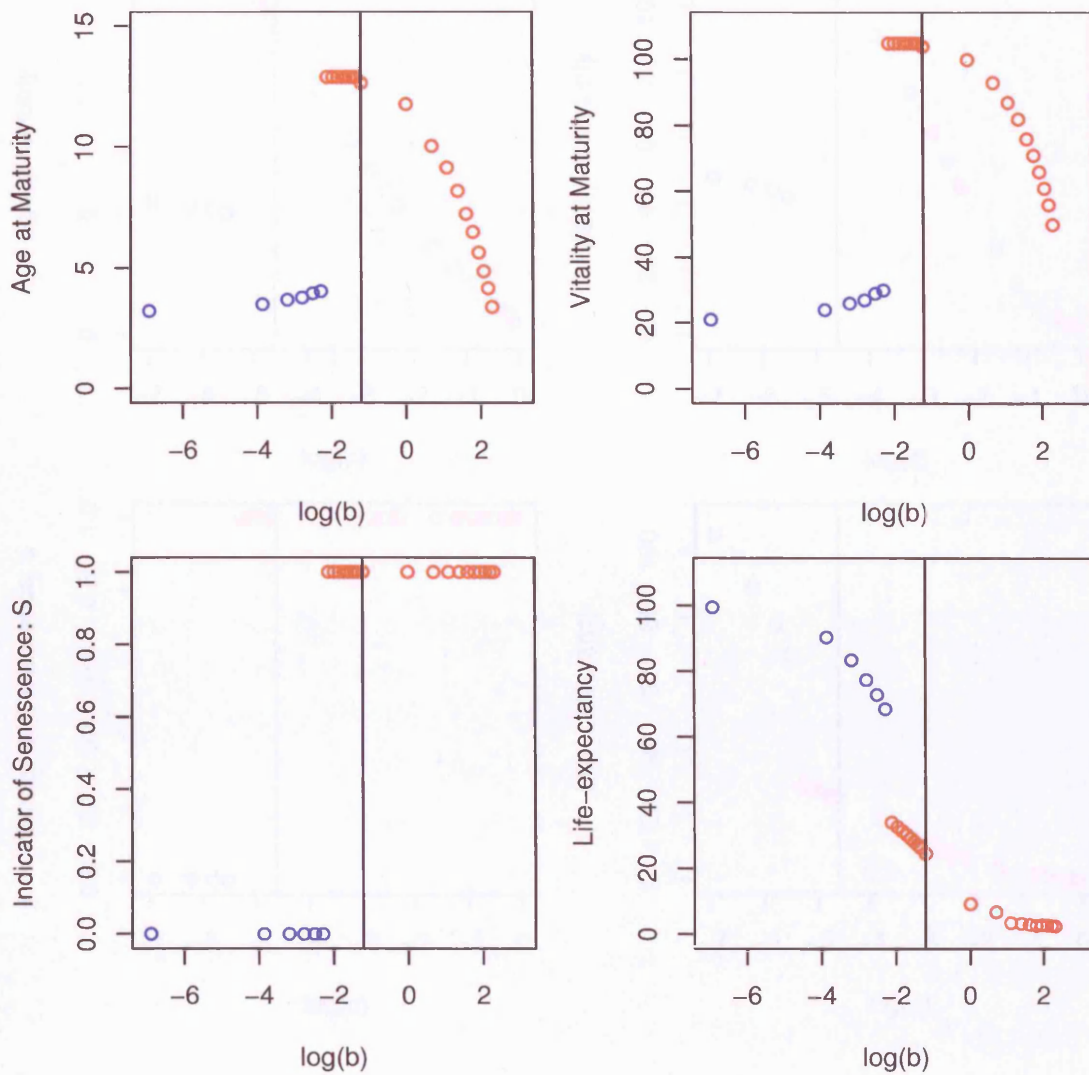 Age at Maturity
15
10
5
0
−6 −4 −2 0 2
log(b)
Vitality at Maturity
100
80
60
40
20
0
−6 −4 −2 0 2
log(b)
Indicator of Senescence: S
1.0
0.8
0.6
0.4
0.2
0.0
−6 −4 −2 0 2
log(b)
Life−expectancy
100
80
60
40
20
0
−6 −4 −2 0 2
log(b)